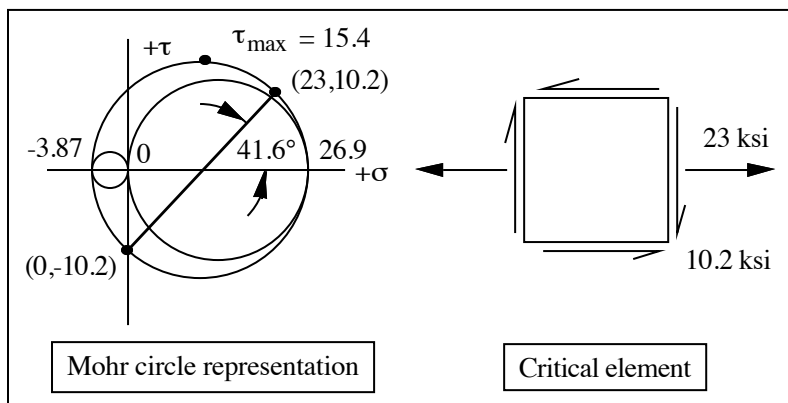 +τ
τmax = 15.4
(23,10.2)
-3.87
0
41.6°
26.9
+σ
(0,-10.2)
Mohr circle representation
23 ksi
10.2 ksi
Critical element